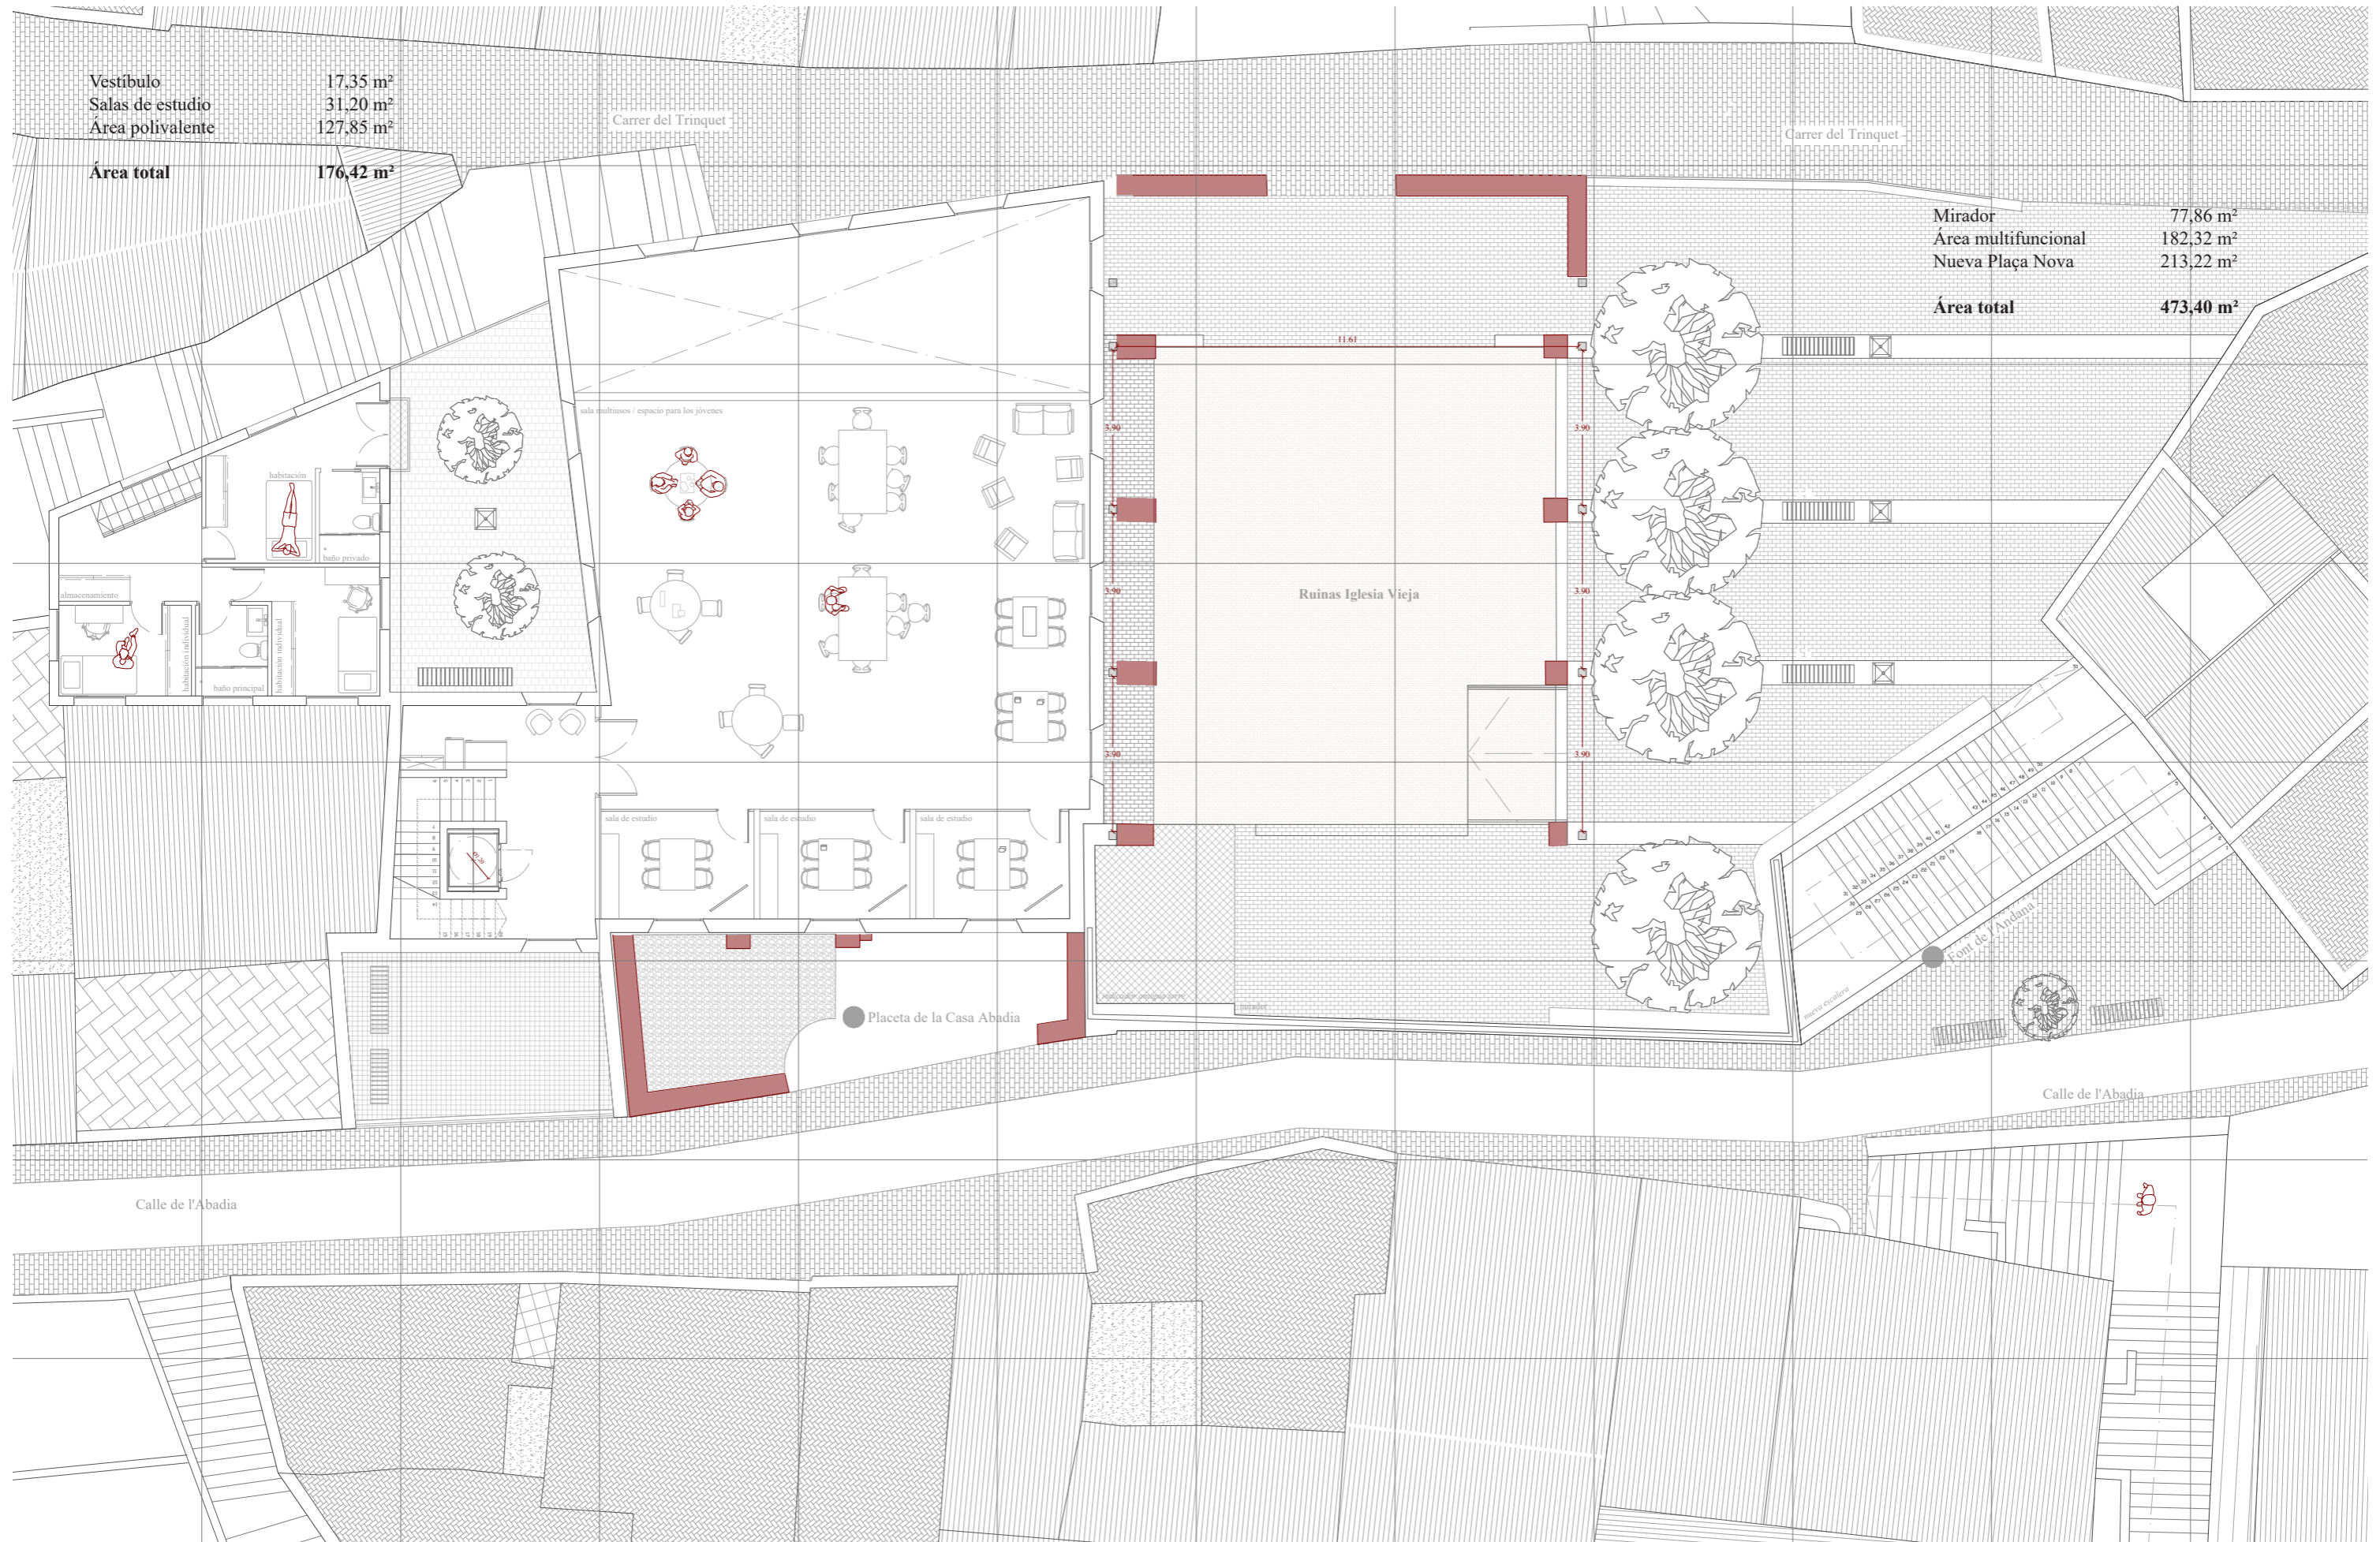 Vestíbulo 17,35 m²
Salas de estudio 31,20 m²
Área polivalente 127,85 m²
Área total 176,42 m²
Carrer del Trinquet
Carrer del Trinquet
Mirador 77,86 m²
Área multifuncional 182,32 m²
Nueva Plaça Nova 213,22 m²
Área total 473,40 m²
11.61
sala multiusos / espacio para los jóvenes
3.90
3.90
habitación
baño privado
almacenamiento
3.90
3.90
Ruinas Iglesia Vieja
habitación individual
habitación individual
baño principal
3.90
3.90
sala de estudio
sala de estudio
sala de estudio
mirador
Placeta de la Casa Abadia
Font de l'Andana
nueva escalera
Calle de l'Abadia
Calle de l'Abadia